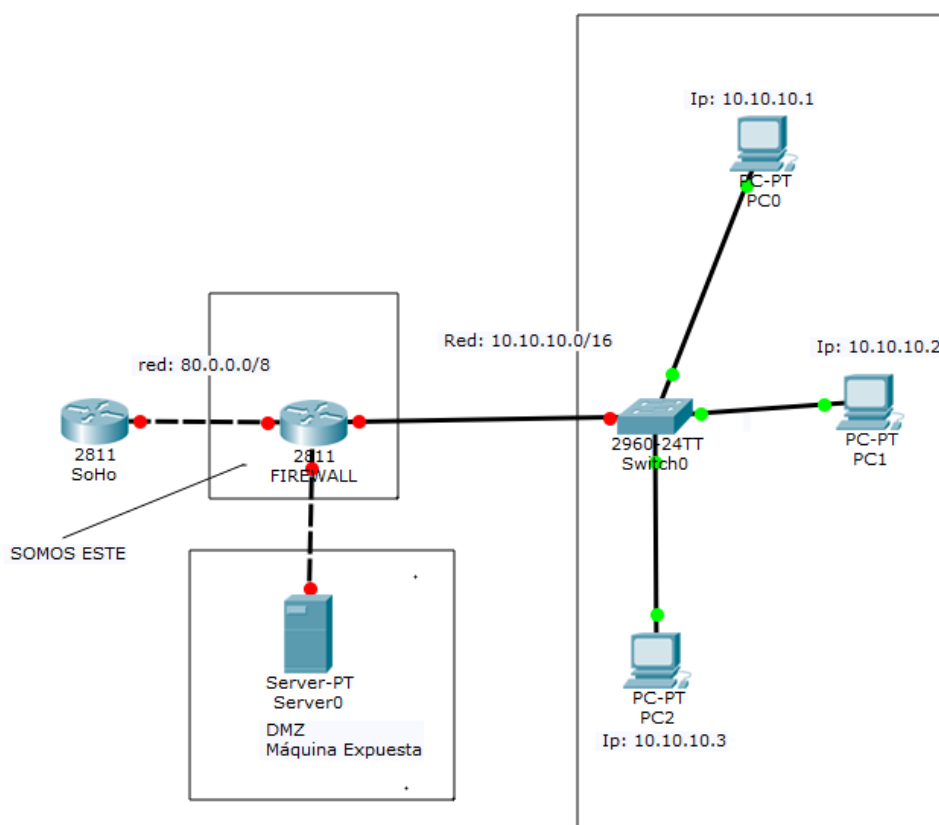 Ip: 10.10.10.1
PC-PT
PC0
Red: 10.10.10.0/16
Ip: 10.10.10.2
red: 80.0.0.0/8
2811
SoHo
2811
FIREWALL
2960-24TT
Switch0
PC-PT
PC1
SOMOS ESTE
Server-PT
Server0
DMZ
Máquina Expuesta
PC-PT
PC2
Ip: 10.10.10.3